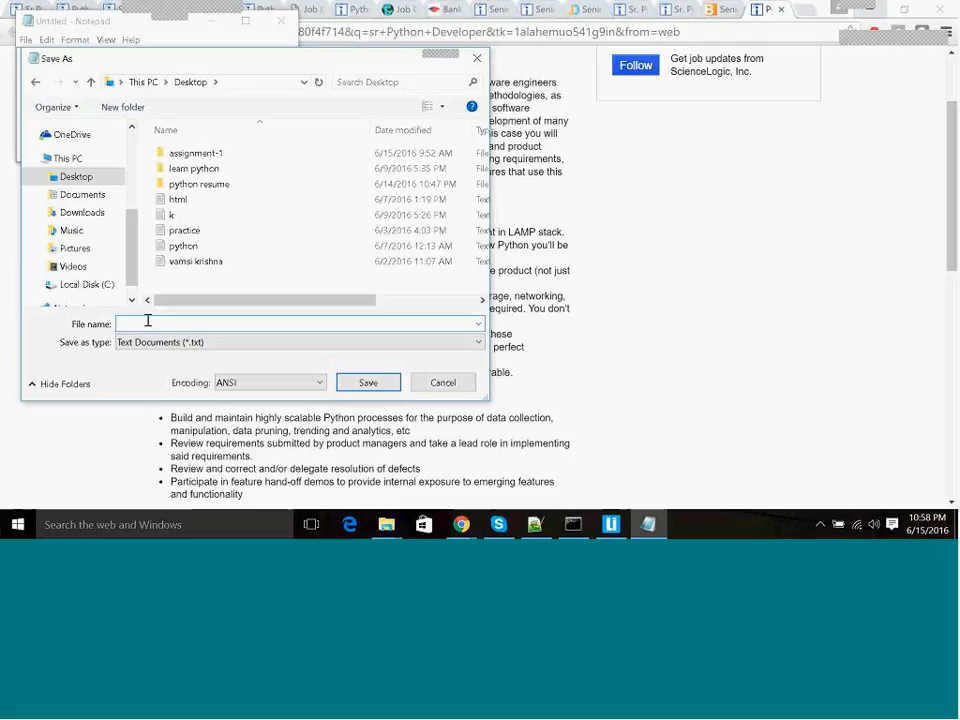 Untitled - Notepad
File Edit Format View Help
Save As
This PC Desktop
Search Desktop
Organize New folder
Name Date modified
OneDrive
This PC
Desktop
Documents
Downloads
Music
Pictures
Videos
Local Disk (C:)
assignment-1 6/15/2016 9:52 AM File
learn python 6/9/2016 5:35 PM File
python resume 6/14/2016 10:47 PM File
html 6/7/2016 1:19 PM
k 6/9/2016 5:26 PM
practice 6/3/2016 4:03 PM
python 6/7/2016 12:13 AM
vamsi krishna 6/2/2016 11:07 AM
File name:
Save as type: Text Documents (*.txt)
Hide Folders Encoding: ANSI Save Cancel
80f4f714&q=sr+Python+Developer&tk=1alahemuo541g9in&from=web
Follow
Get job updates from
ScienceLogic, Inc.
ware engineers
ethodologies, as
software
elopment of many
this case you will
and product
ing requirements,
ures that use this
nt in LAMP stack.
w Python you'll be
e product (not just
rage, networking,
equired. You don't
these
perfect
rable.
Build and maintain highly scalable Python processes for the purpose of data collection,
manipulation, data pruning, trending and analytics, etc
Review requirements submitted by product managers and take a lead role in implementing
said requirements.
Review and correct and/or delegate resolution of defects
Participate in feature hand-off demos to provide internal exposure to emerging features
and functionality
Search the web and Windows
10:58 PM
6/15/2016